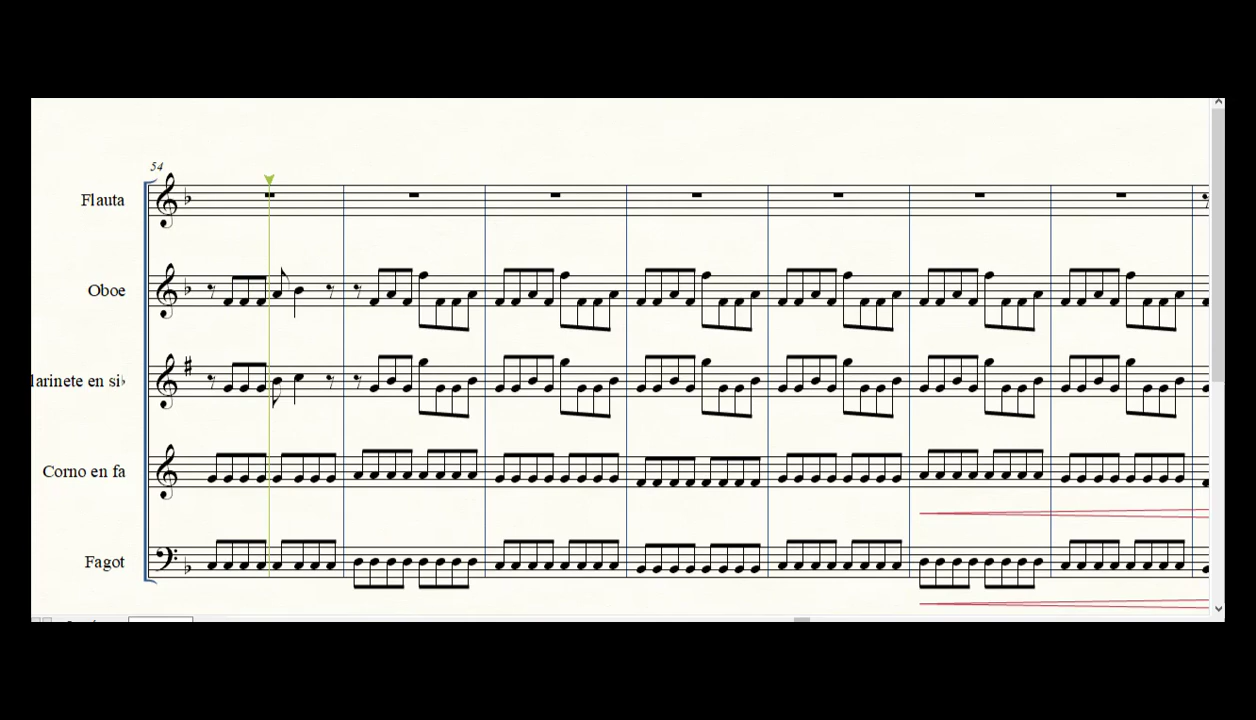 54
Flauta
Oboe
larinete en si♭
Corno en fa
Fagot